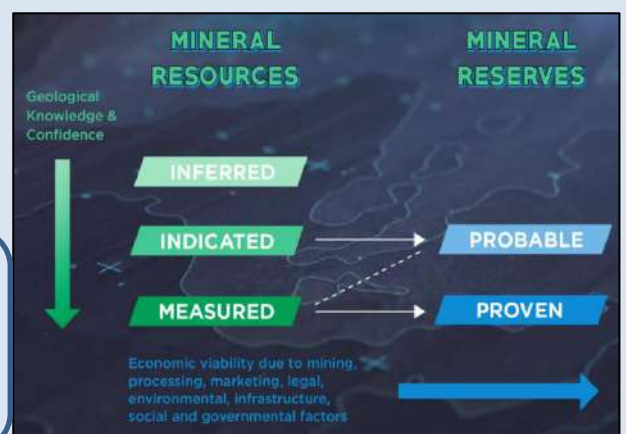 MINERAL
RESOURCES
MINERAL
RESERVES
Geological
Knowledge &
Confidence
INFERRED
INDICATED
PROBABLE
MEASURED
PROVEN
Economic viability due to mining,
processing, marketing, legal,
environmental, infrastructure,
social and governmental factors